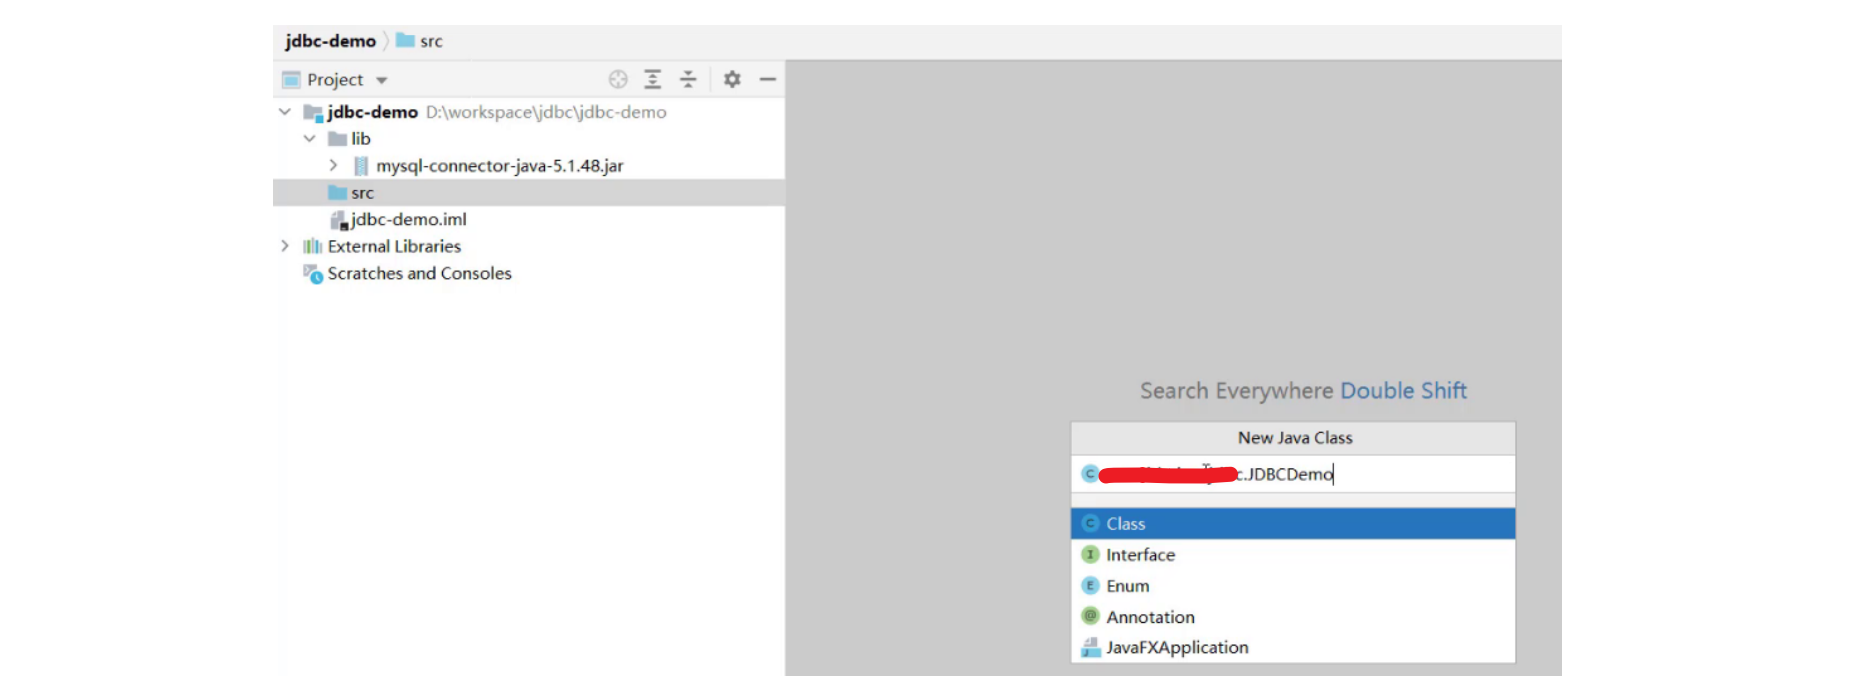 jdbc-demo src
Project
jdbc-demo D:\workspace\jdbc\jdbc-demo
lib
mysql-connector-java-5.1.48.jar
src
jdbc-demo.iml
External Libraries
Scratches and Consoles
Search Everywhere Double Shift
New Java Class
c.JDBCDemo
Class
Interface
Enum
Annotation
JavaFXApplication